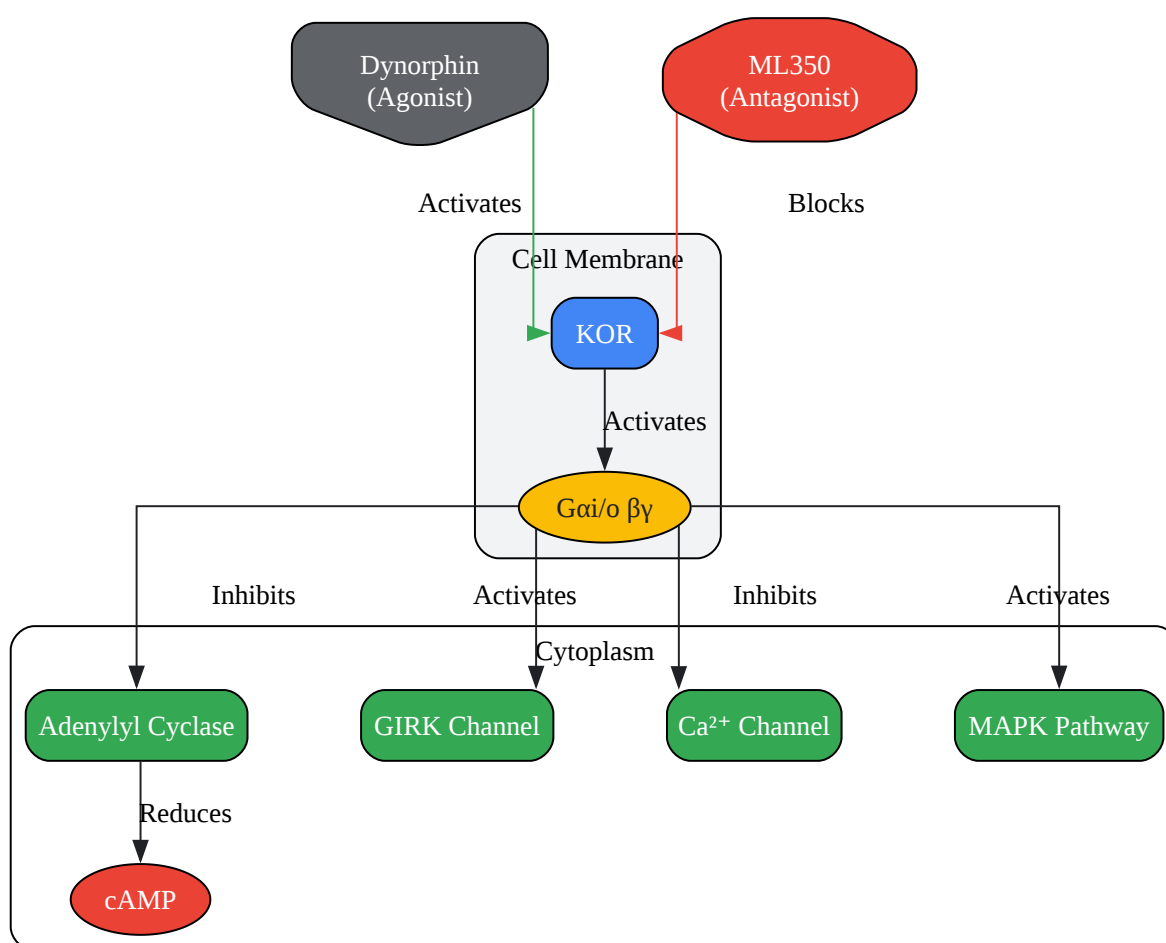 Dynorphin
(Agonist)
ML350
(Antagonist)
Activates
Blocks
Cell Membrane
KOR
Activates
Gαi/o βγ
Inhibits
Activates
Inhibits
Activates
Cytoplasm
Adenylyl Cyclase
GIRK Channel
Ca²⁺ Channel
MAPK Pathway
Reduces
cAMP